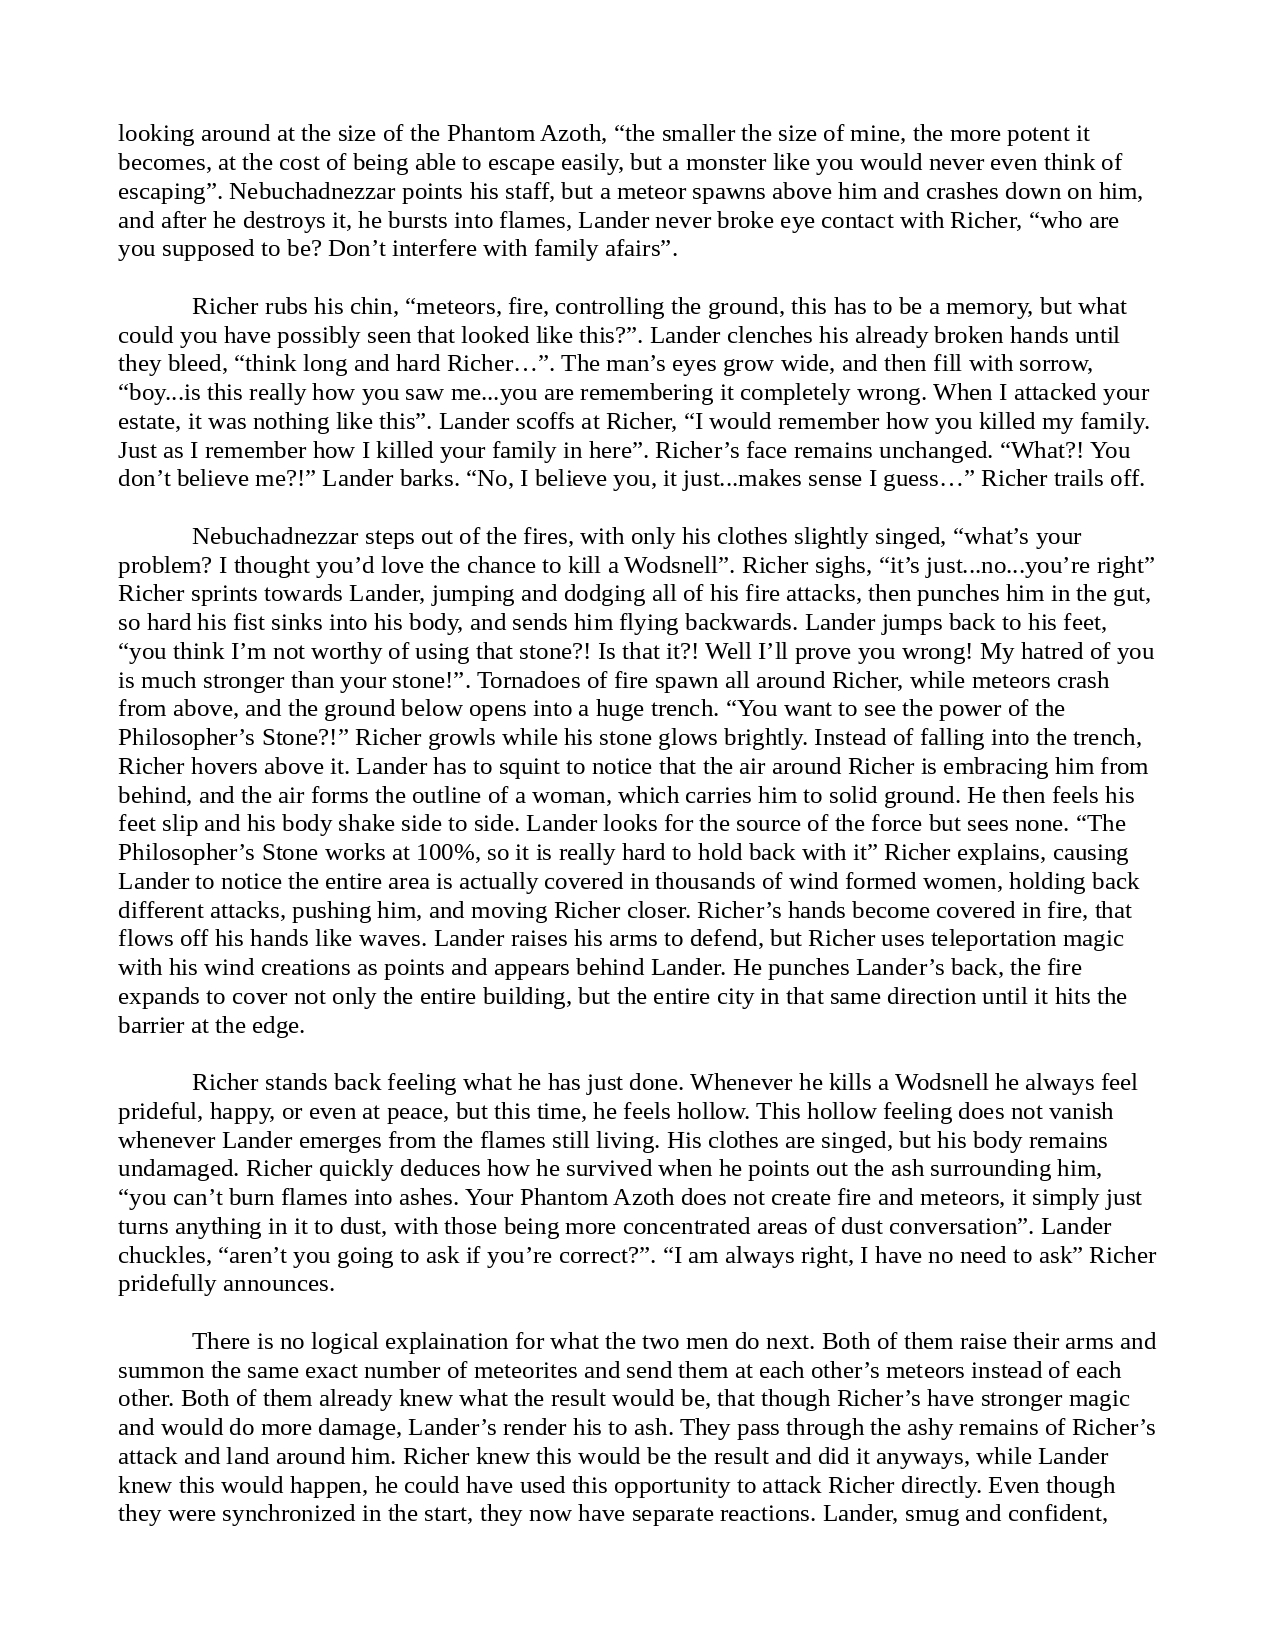 looking around at the size of the Phantom Azoth, “the smaller the size of mine, the more potent it
becomes, at the cost of being able to escape easily, but a monster like you would never even think of
escaping”. Nebuchadnezzar points his staff, but a meteor spawns above him and crashes down on him,
and after he destroys it, he bursts into flames, Lander never broke eye contact with Richer, “who are
you supposed to be? Don’t interfere with family afairs”.
Richer rubs his chin, “meteors, fire, controlling the ground, this has to be a memory, but what
could you have possibly seen that looked like this?”. Lander clenches his already broken hands until
they bleed, “think long and hard Richer…”. The man’s eyes grow wide, and then fill with sorrow,
“boy...is this really how you saw me...you are remembering it completely wrong. When I attacked your
estate, it was nothing like this”. Lander scoffs at Richer, “I would remember how you killed my family.
Just as I remember how I killed your family in here”. Richer’s face remains unchanged. “What?! You
don’t believe me?!” Lander barks. “No, I believe you, it just...makes sense I guess…” Richer trails off.
Nebuchadnezzar steps out of the fires, with only his clothes slightly singed, “what’s your
problem? I thought you’d love the chance to kill a Wodsnell”. Richer sighs, “it’s just...no...you’re right”
Richer sprints towards Lander, jumping and dodging all of his fire attacks, then punches him in the gut,
so hard his fist sinks into his body, and sends him flying backwards. Lander jumps back to his feet,
“you think I’m not worthy of using that stone?! Is that it?! Well I’ll prove you wrong! My hatred of you
is much stronger than your stone!”. Tornadoes of fire spawn all around Richer, while meteors crash
from above, and the ground below opens into a huge trench. “You want to see the power of the
Philosopher’s Stone?!” Richer growls while his stone glows brightly. Instead of falling into the trench,
Richer hovers above it. Lander has to squint to notice that the air around Richer is embracing him from
behind, and the air forms the outline of a woman, which carries him to solid ground. He then feels his
feet slip and his body shake side to side. Lander looks for the source of the force but sees none. “The
Philosopher’s Stone works at 100%, so it is really hard to hold back with it” Richer explains, causing
Lander to notice the entire area is actually covered in thousands of wind formed women, holding back
different attacks, pushing him, and moving Richer closer. Richer’s hands become covered in fire, that
flows off his hands like waves. Lander raises his arms to defend, but Richer uses teleportation magic
with his wind creations as points and appears behind Lander. He punches Lander’s back, the fire
expands to cover not only the entire building, but the entire city in that same direction until it hits the
barrier at the edge.
Richer stands back feeling what he has just done. Whenever he kills a Wodsnell he always feel
prideful, happy, or even at peace, but this time, he feels hollow. This hollow feeling does not vanish
whenever Lander emerges from the flames still living. His clothes are singed, but his body remains
undamaged. Richer quickly deduces how he survived when he points out the ash surrounding him,
“you can’t burn flames into ashes. Your Phantom Azoth does not create fire and meteors, it simply just
turns anything in it to dust, with those being more concentrated areas of dust conversation”. Lander
chuckles, “aren’t you going to ask if you’re correct?”. “I am always right, I have no need to ask” Richer
pridefully announces.
There is no logical explaination for what the two men do next. Both of them raise their arms and
summon the same exact number of meteorites and send them at each other’s meteors instead of each
other. Both of them already knew what the result would be, that though Richer’s have stronger magic
and would do more damage, Lander’s render his to ash. They pass through the ashy remains of Richer’s
attack and land around him. Richer knew this would be the result and did it anyways, while Lander
knew this would happen, he could have used this opportunity to attack Richer directly. Even though
they were synchronized in the start, they now have separate reactions. Lander, smug and confident,